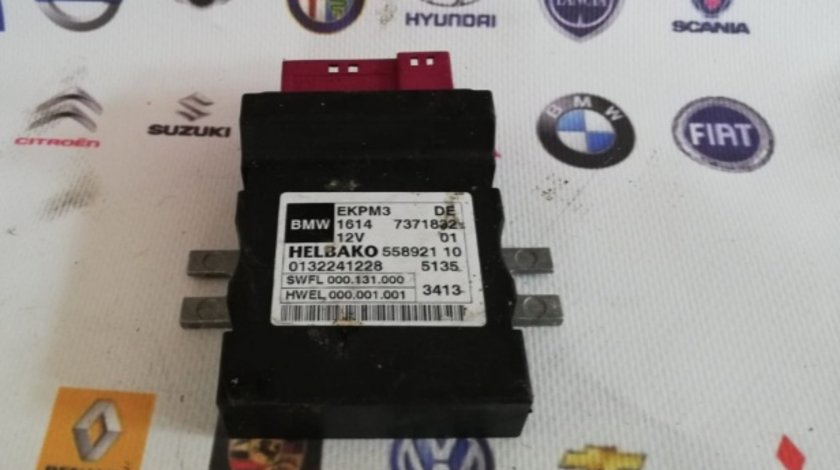 HYUNDAI
LANCIA
SCANIA
CITROËN
SUZUKI
BMW
FIAT
EKPM3 DE
BMW 1614 7371832
12V 01
HELBAKO 558921 10
0132241228 5135
SWFL 000.131.000
HWEL 000.001.001 3413